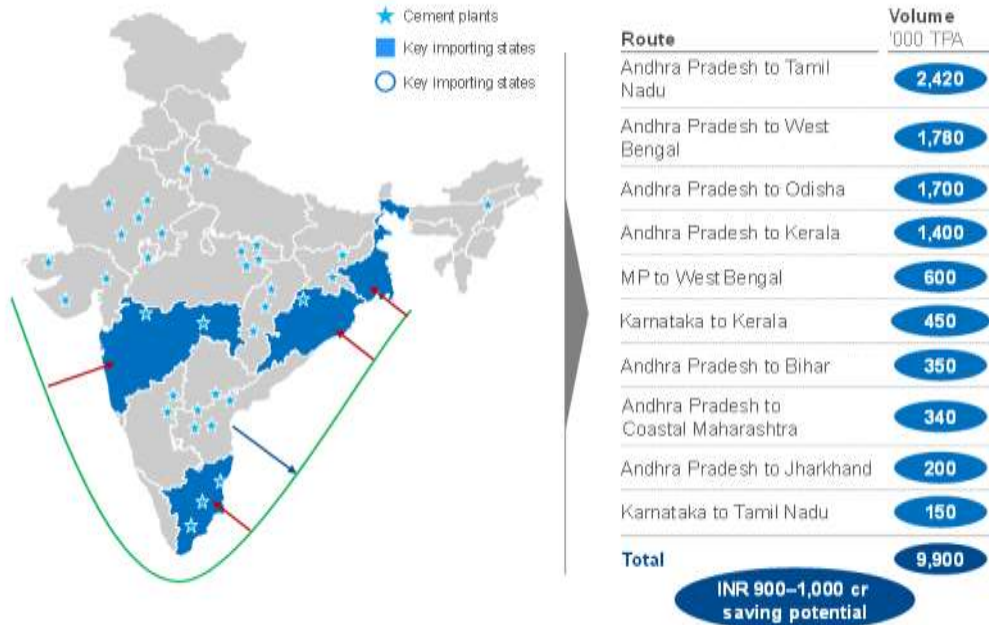 Cement plants
Key importing states
Key importing states
Route
Volume
'000 TPA
Andhra Pradesh to Tamil
Nadu
2,420
Andhra Pradesh to West
Bengal
1,780
Andhra Pradesh to Odisha
1,700
Andhra Pradesh to Kerala
1,400
MP to West Bengal
600
Karnataka to Kerala
450
Andhra Pradesh to Bihar
350
Andhra Pradesh to
Coastal Maharashtra
340
Andhra Pradesh to Jharkhand
200
Karnataka to Tamil Nadu
150
Total
9,900
INR 900–1,000 cr
saving potential